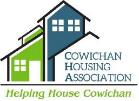 COWICHAN
HOUSING
ASSOCIATION
Helping House Cowichan